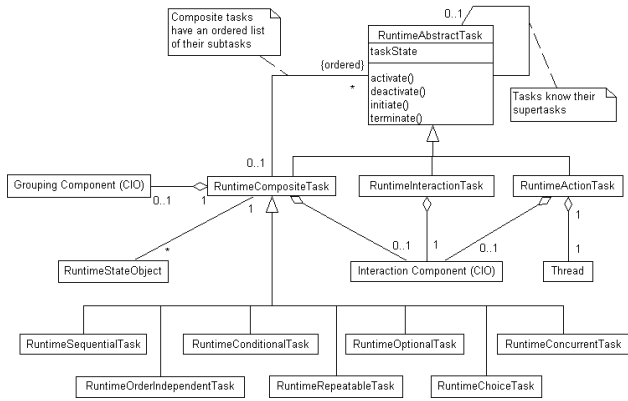 Composite tasks
have an ordered list
of their subtasks
0..1
RuntimeAbstractTask
taskState
activate()
deactivate()
initiate()
terminate()
{ordered}
*
Tasks know their
supertasks
0..1
Grouping Component (CIO)
0..1
1
RuntimeCompositeTask
1
RuntimeInteractionTask
RuntimeActionTask
1
*
0..1
1
0..1
1
RuntimeStateObject
Interaction Component (CIO)
Thread
RuntimeSequentialTask
RuntimeConditionalTask
RuntimeOptionalTask
RuntimeConcurrentTask
RuntimeOrderIndependentTask
RuntimeRepeatableTask
RuntimeChoiceTask